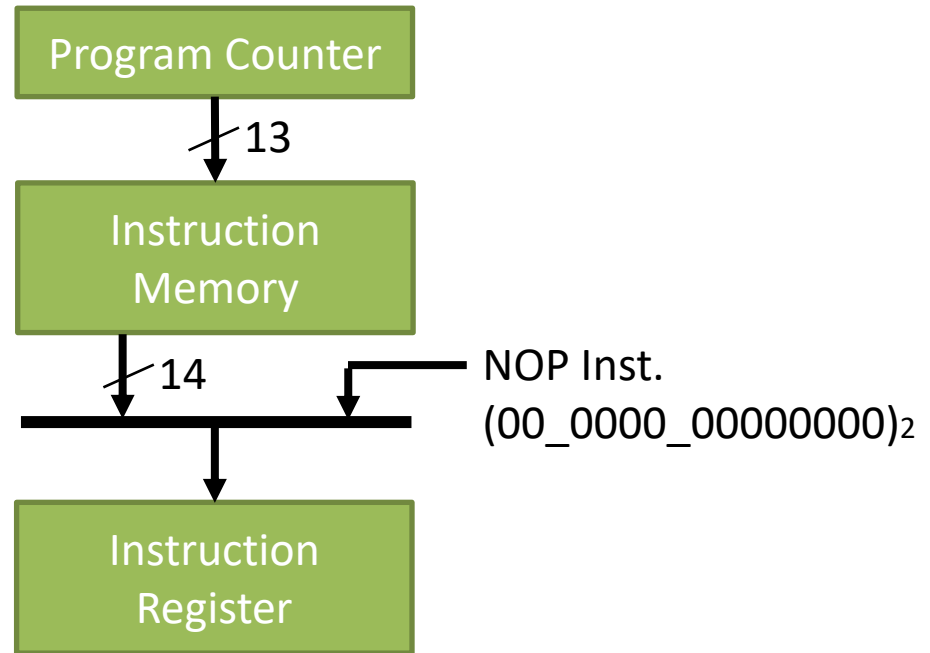 Program Counter
13
Instruction
Memory
14
NOP Inst.
(00_0000_00000000)2
Instruction
Register